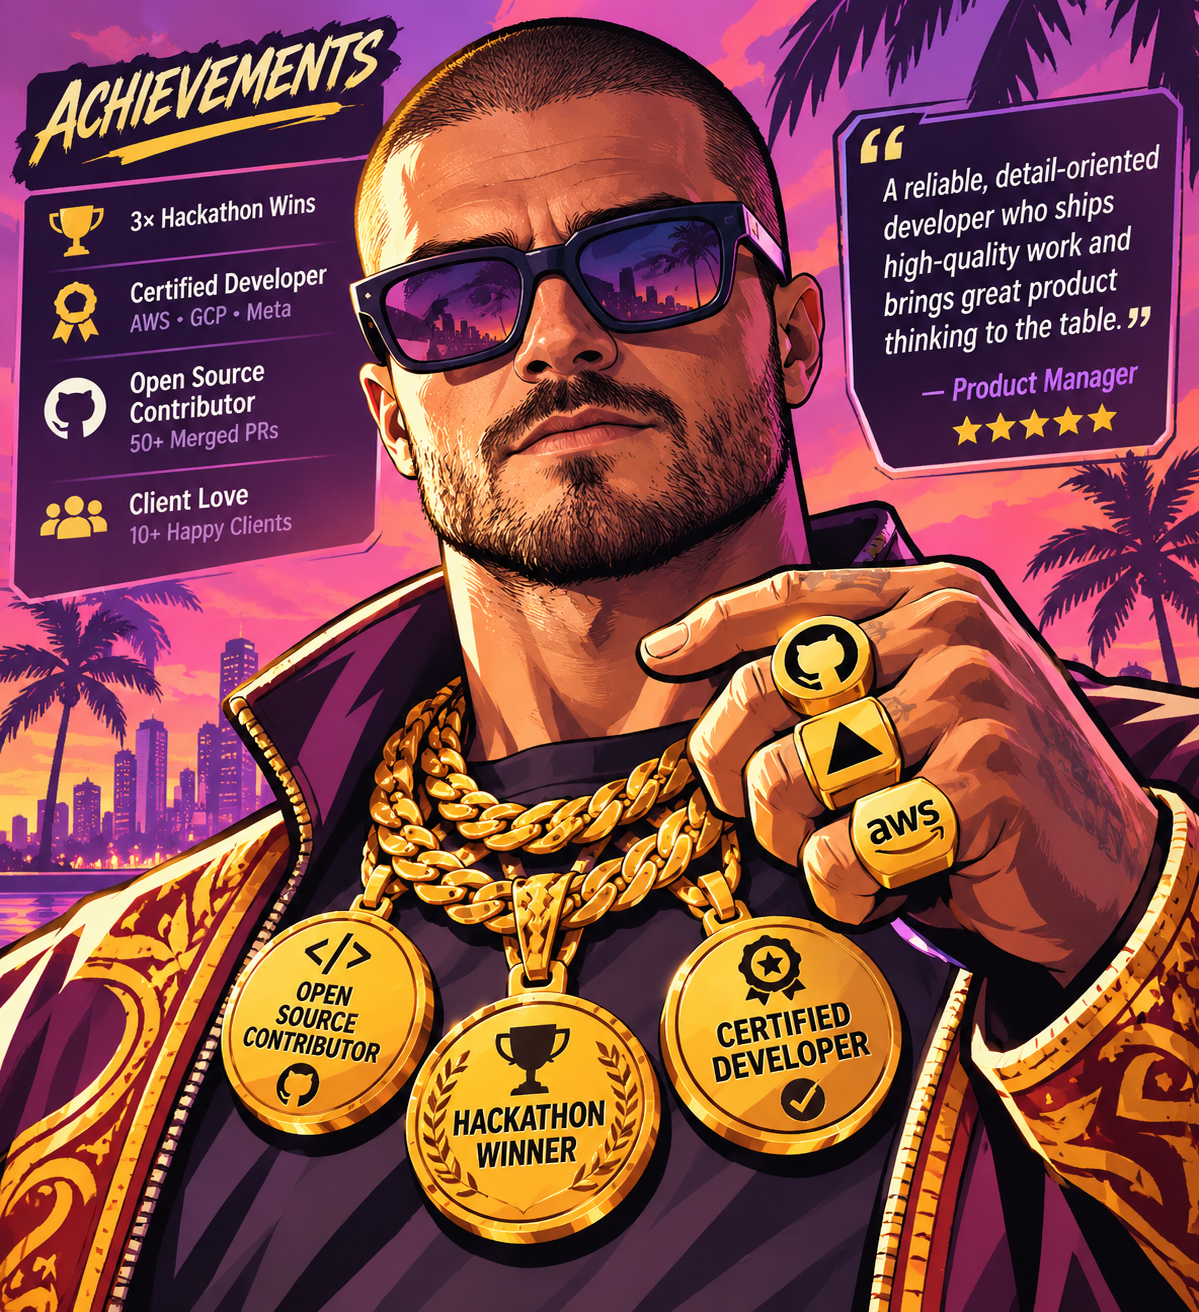 ACHIEVEMENTS
3× Hackathon Wins
Certified Developer
AWS • GCP • Meta
Open Source
Contributor
50+ Merged PRs
Client Love
10+ Happy Clients
“
A reliable, detail-oriented
developer who ships
high-quality work and
brings great product
thinking to the table.”
— Product Manager
aws
</>
OPEN
SOURCE
CONTRIBUTOR
HACKATHON
WINNER
CERTIFIED
DEVELOPER